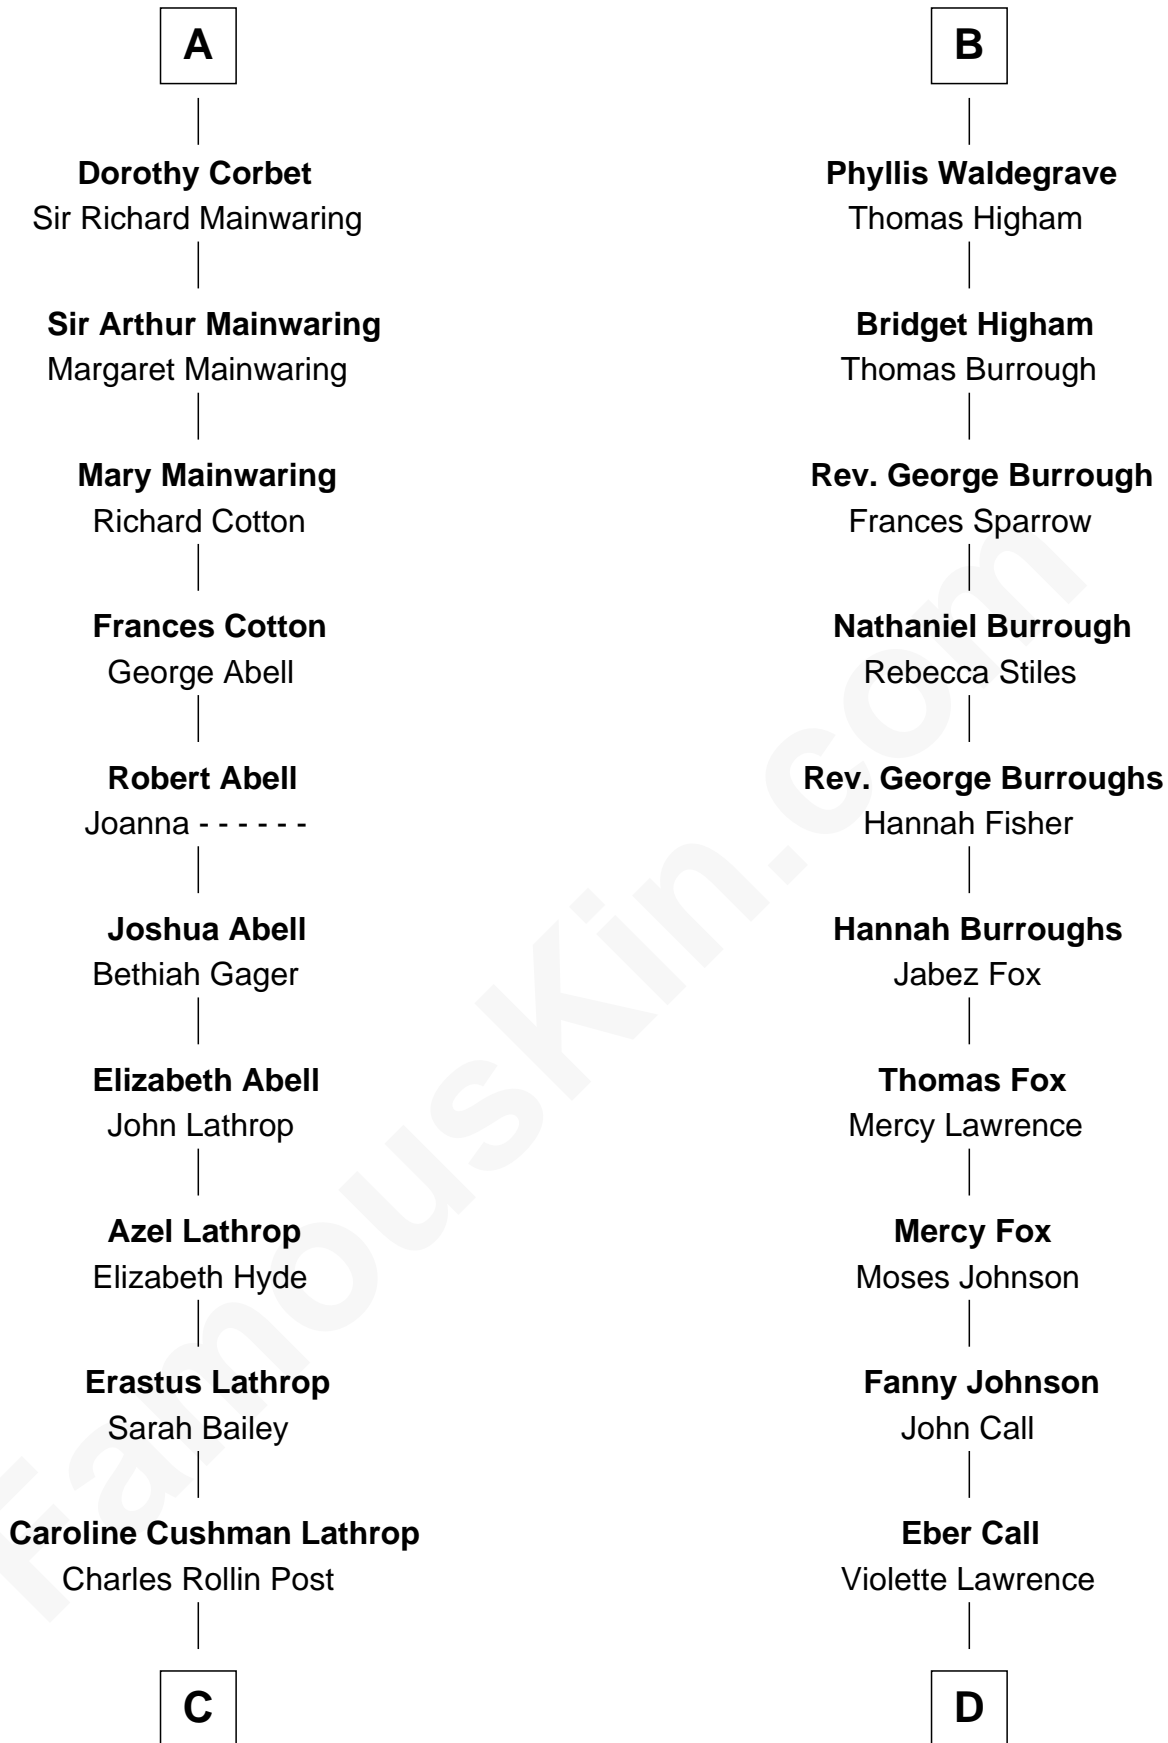 A
Dorothy Corbet
Sir Richard Mainwaring
Sir Arthur Mainwaring
Margaret Mainwaring
Mary Mainwaring
Richard Cotton
Frances Cotton
George Abell
Robert Abell
Joanna - - - - - -
Joshua Abell
Bethiah Gager
Elizabeth Abell
John Lathrop
Azel Lathrop
Elizabeth Hyde
Erastus Lathrop
Sarah Bailey
Caroline Cushman Lathrop
Charles Rollin Post
C
B
Phyllis Waldegrave
Thomas Higham
Bridget Higham
Thomas Burrough
Rev. George Burrough
Frances Sparrow
Nathaniel Burrough
Rebecca Stiles
Rev. George Burroughs
Hannah Fisher
Hannah Burroughs
Jabez Fox
Thomas Fox
Mercy Lawrence
Mercy Fox
Moses Johnson
Fanny Johnson
John Call
Eber Call
Violette Lawrence
D
FamousKin.com